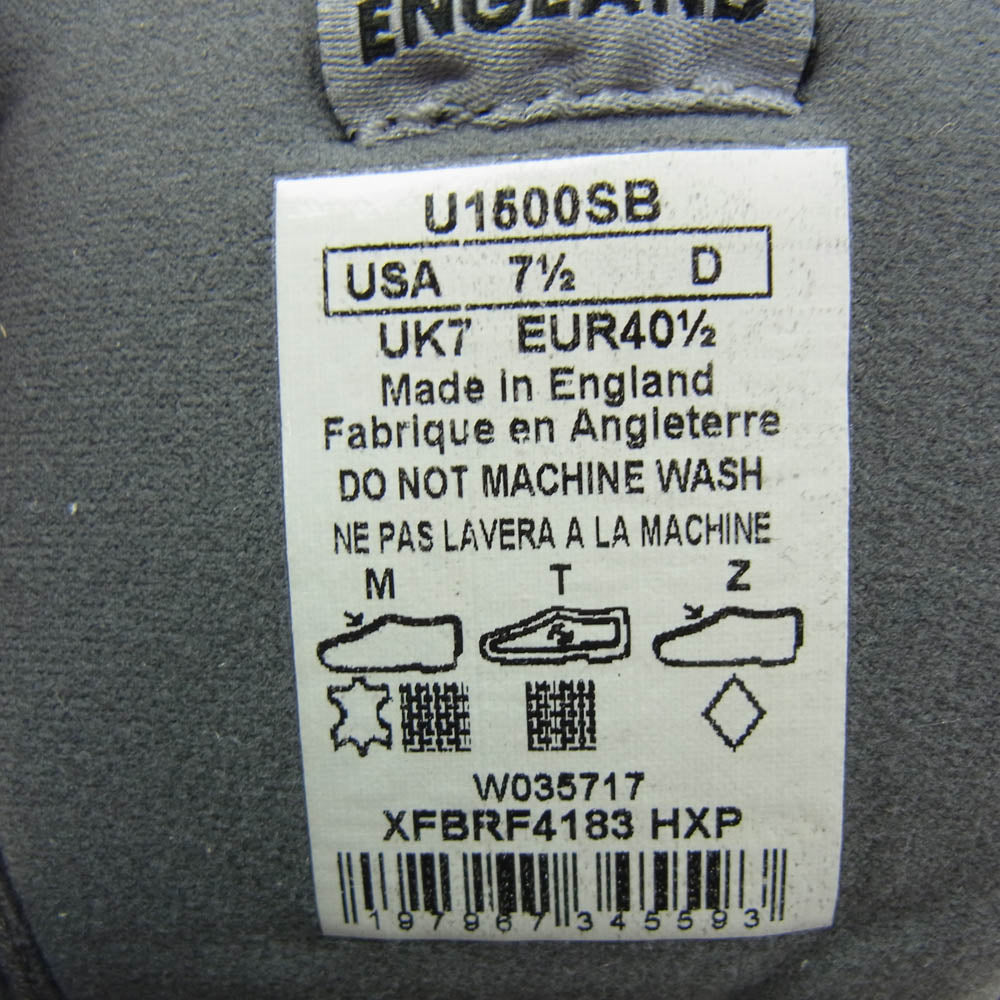 ENGLAND
U1500SB
USA 7½ D
UK7 EUR40½
Made in England
Fabrique en Angleterre
DO NOT MACHINE WASH
NE PAS LAVERA A LA MACHINE
M T Z
W035717
XFBRF4183 HXP
197967345593